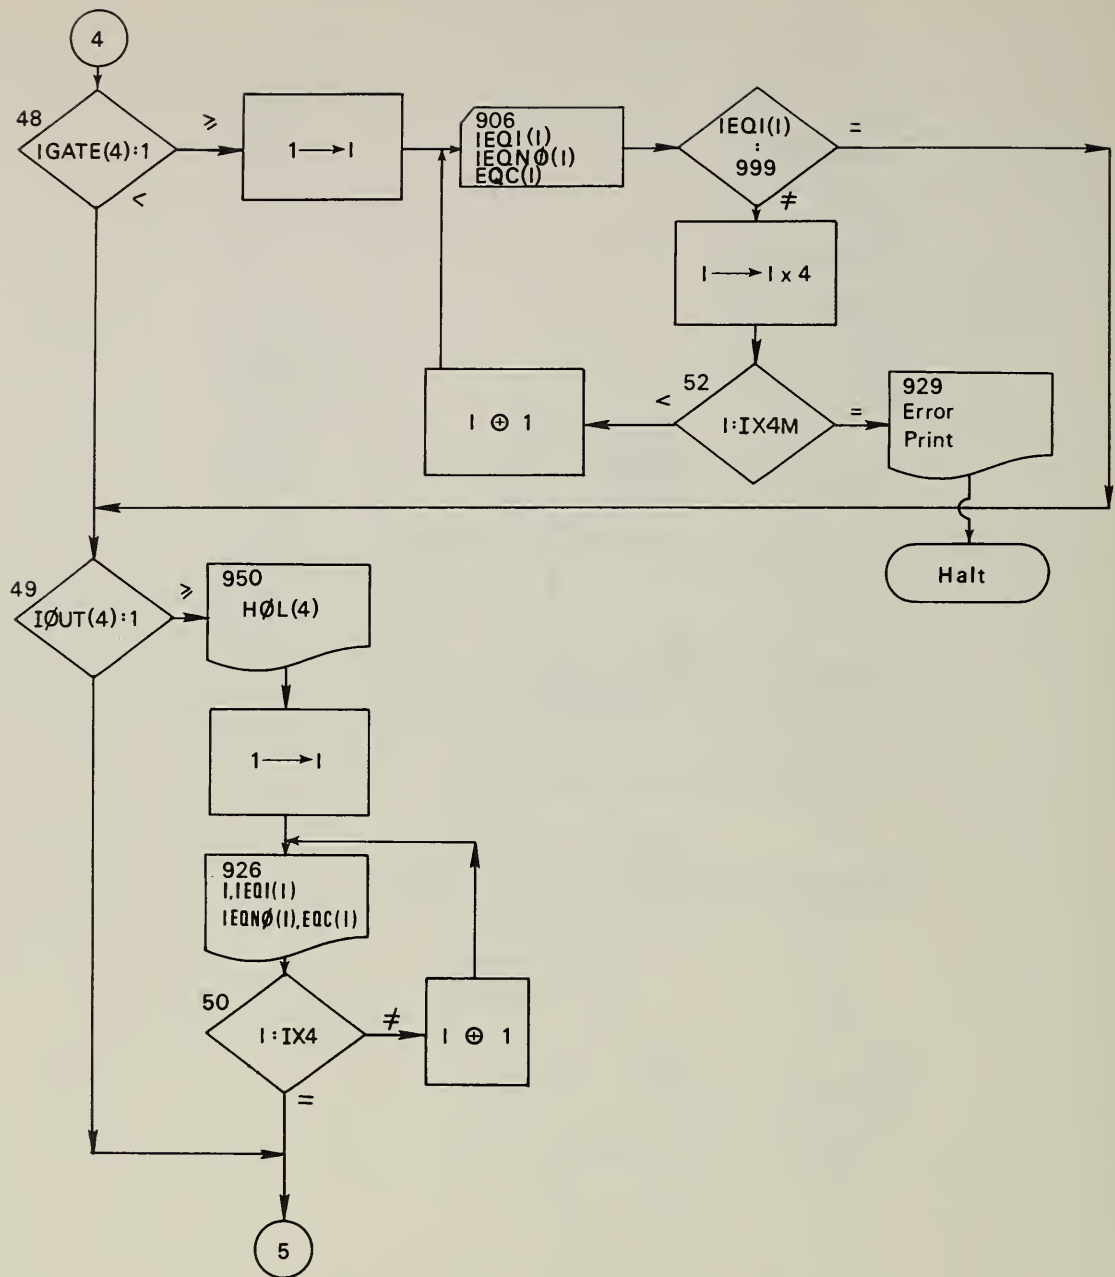 4
48
IGATE(4):1
≥
<
1⟶I
906
IEQI(I)
IEQNØ(I)
EQC(I)
IEQI(I)
:
999
=
≠
I⟶I x 4
52
I:IX4M
<
=
I ⊕ 1
929
Error
Print
Halt
49
IØUT(4):1
≥
950
HØL(4)
1⟶I
926
I,IEQI(I)
IEQNØ(I),EQC(I)
50
I:IX4
≠
I ⊕ 1
=
5